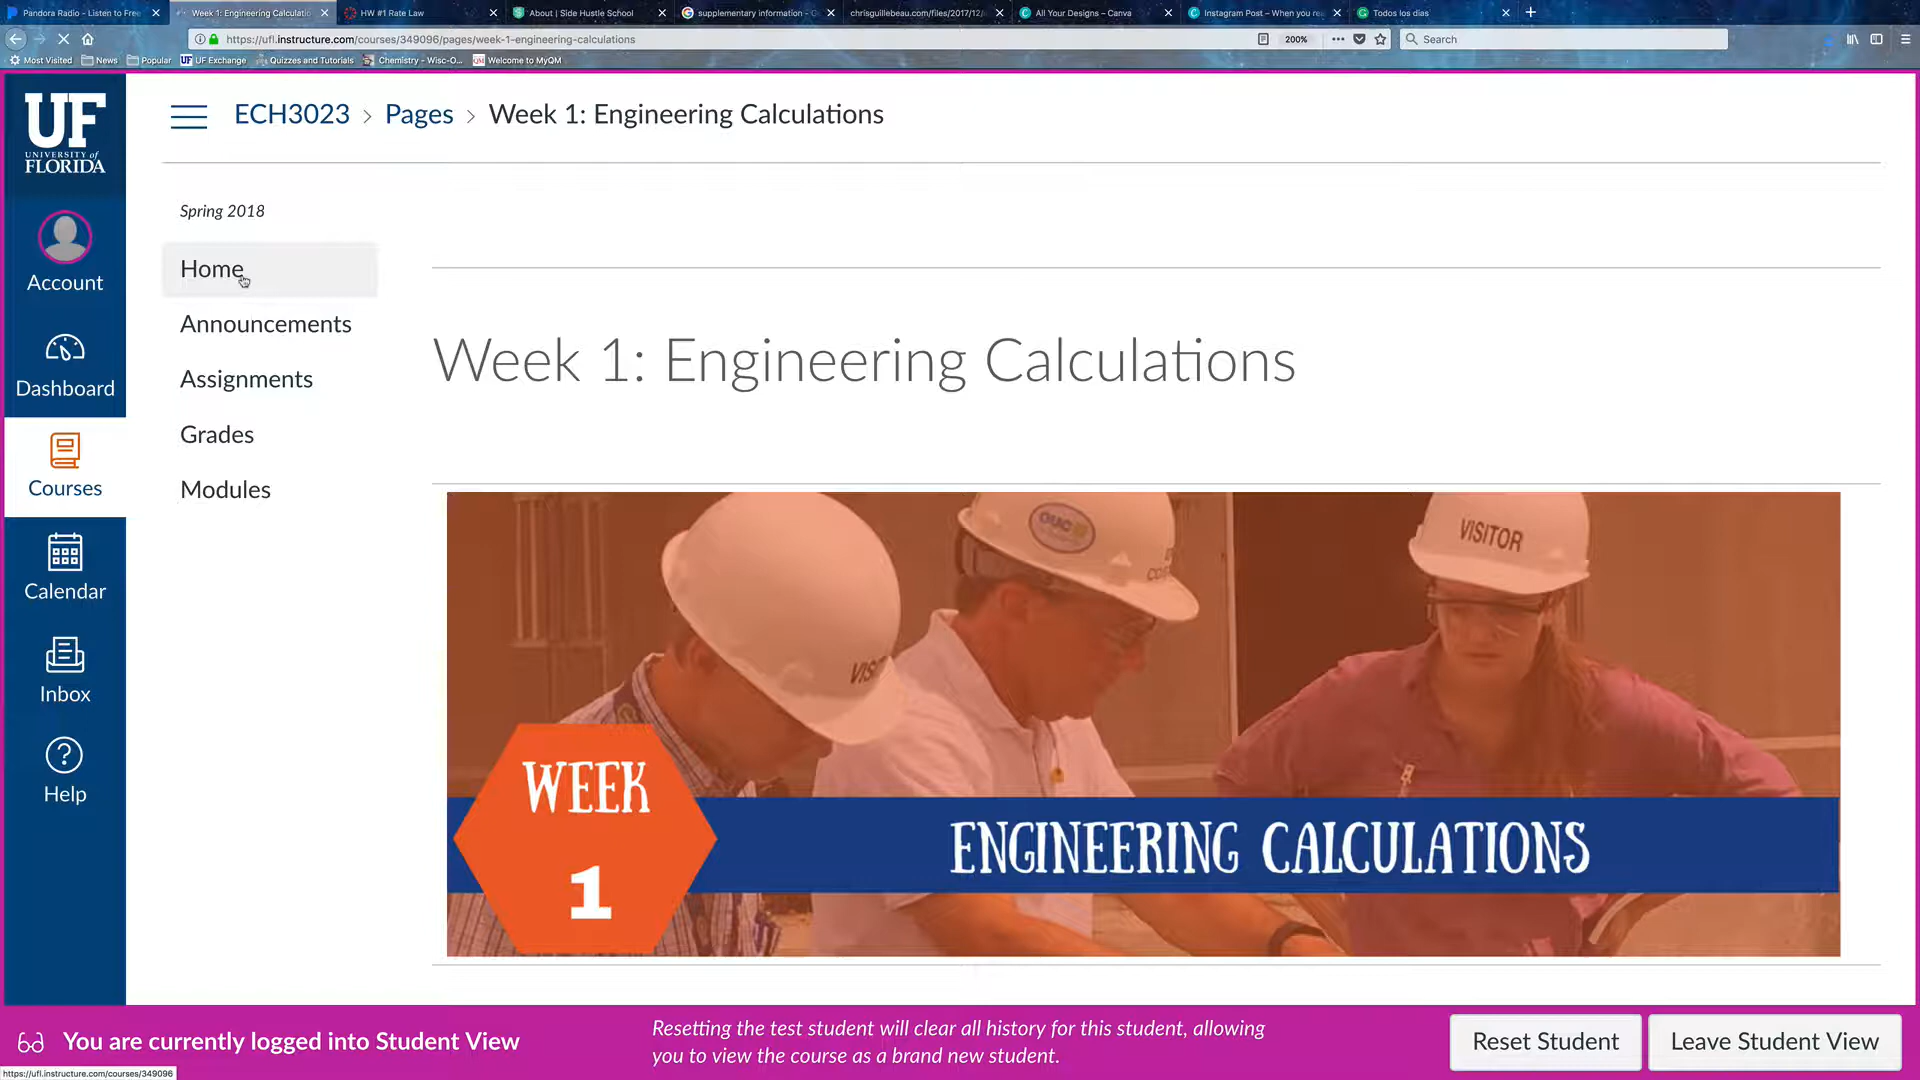 Pandora Radio - Listen to Free
Week 1: Engineering Calculatio
HW #1 Rate Law
About | Side Hustle School
supplementary information - G
chrisguillebeau.com/files/2017/12/
All Your Designs – Canva
Instagram Post – When you re
Todos los dias
https://ufl.instructure.com/courses/349096/pages/week-1-engineering-calculations
200%
Search
Most Visited
News
Popular
UF Exchange
Quizzes and Tutorials
Chemistry - Wisc-O...
Welcome to MyQM
UF
UNIVERSITY of
FLORIDA
ECH3023 > Pages > Week 1: Engineering Calculations
Account
Dashboard
Courses
Calendar
Inbox
Help
Spring 2018
Home
Announcements
Assignments
Grades
Modules
Week 1: Engineering Calculations
OUC
VISITOR
WEEK
1
ENGINEERING CALCULATIONS
You are currently logged into Student View
Resetting the test student will clear all history for this student, allowing
you to view the course as a brand new student.
Reset Student
Leave Student View
https://ufl.instructure.com/courses/349096